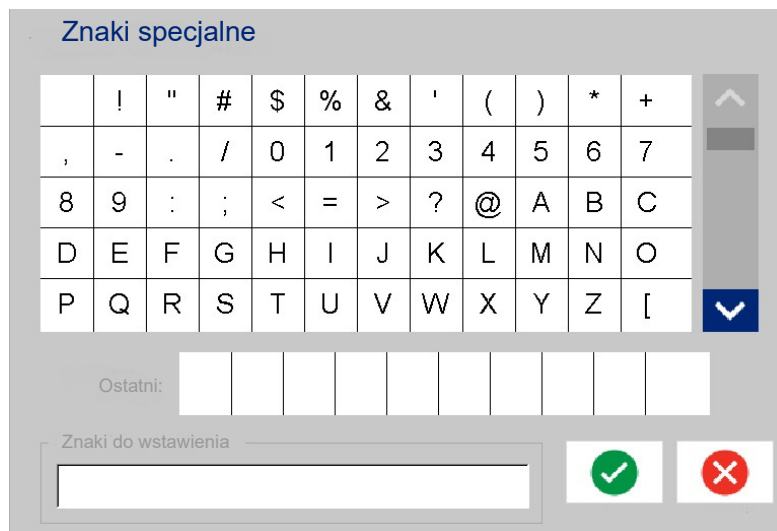 Znaki specjalne
! " # $ % & ' ( ) * +
, - . / 0 1 2 3 4 5 6 7
8 9 : ; < = > ? @ A B C
D E F G H I J K L M N O
P Q R S T U V W X Y Z [
Ostatni:
Znaki do wstawienia